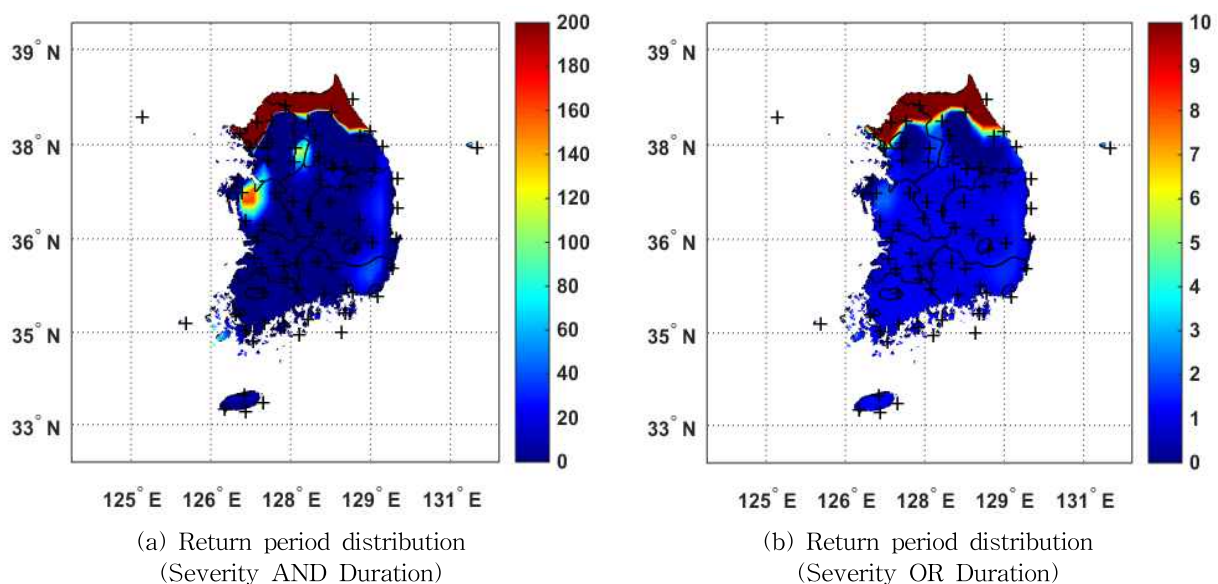 39° N
38° N
36° N
35° N
33° N
125° E
126° E
128° E
129° E
131° E
200
180
160
140
120
100
80
60
40
20
0
(a) Return period distribution
(Severity AND Duration)
39° N
38° N
36° N
35° N
33° N
125° E
126° E
128° E
129° E
131° E
10
9
8
7
6
5
4
3
2
1
0
(b) Return period distribution
(Severity OR Duration)